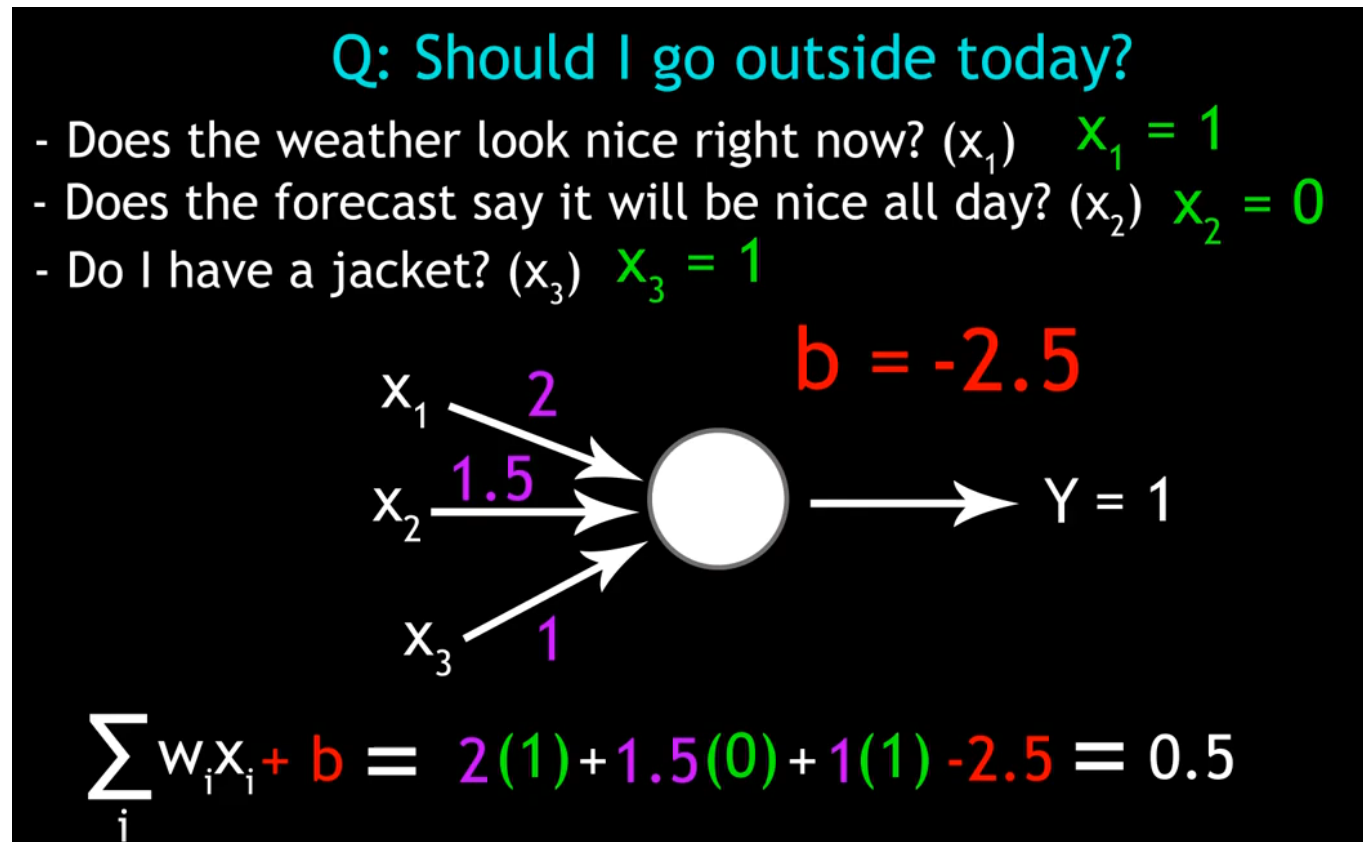 Q: Should I go outside today?
- Does the weather look nice right now? (x₁) x₁ = 1
- Does the forecast say it will be nice all day? (x₂) x₂ = 0
- Do I have a jacket? (x₃) x₃ = 1
b = -2.5
x₁ 2
x₂ 1.5
Y = 1
x₃ 1
∑ wᵢxᵢ + b = 2(1)+1.5(0)+1(1) -2.5 = 0.5
i